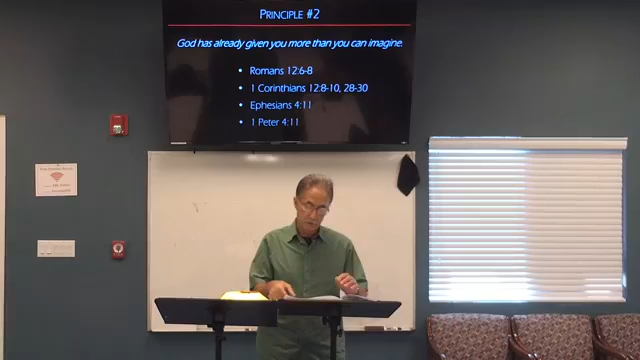 PRINCIPLE #2
God has already given you more than you can imagine.
• Romans 12:6-8
• 1 Corinthians 12:8-10, 28-30
• Ephesians 4:11
• 1 Peter 4:11